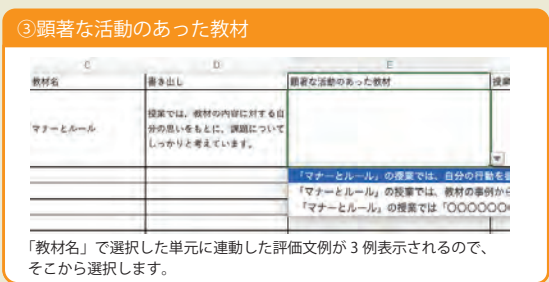 ③顕著な活動のあった教材
C D E
教材名 書き出し 顕著な活動のあった教材 授業
マナーとルール
授業では、教材の内容に対する自
分の思いをもとに、課題について
しっかりと考えています。
「マナーとルール」の授業では、自分の行動を
「マナーとルール」の授業では、教材の事例から
「マナーとルール」の授業では「○○○○○○
「教材名」で選択した単元に連動した評価文例が 3 例表示されるので、
そこから選択します。